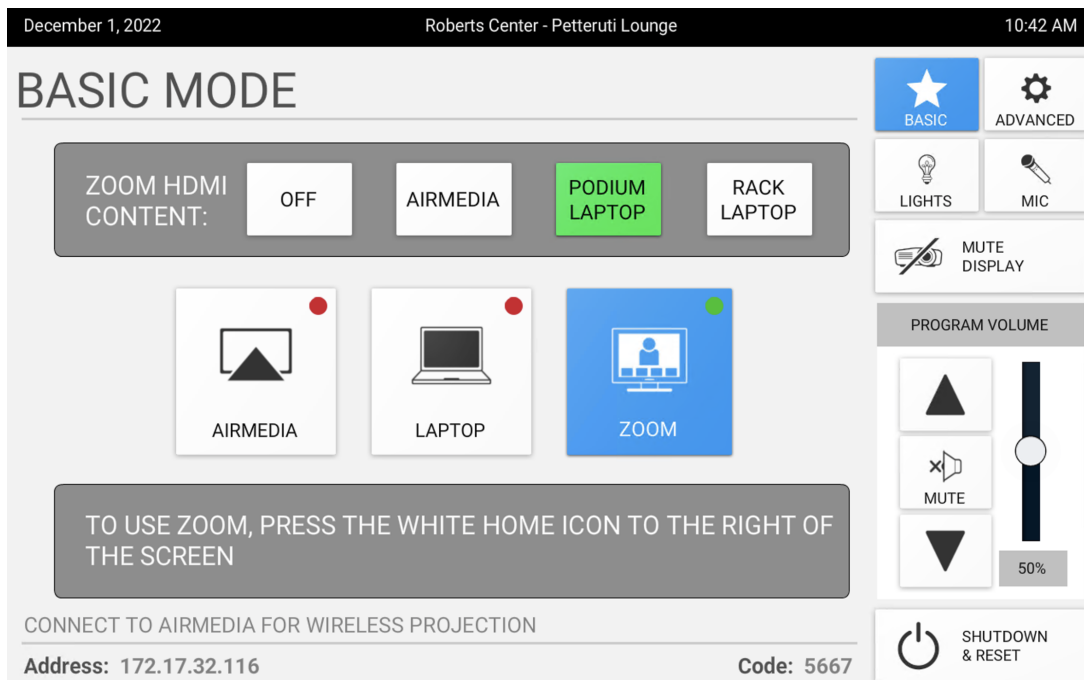 December 1, 2022
Roberts Center - Petteruti Lounge
10:42 AM
BASIC MODE
BASIC
ADVANCED
LIGHTS
MIC
MUTE
DISPLAY
ZOOM HDMI
CONTENT:
OFF
AIRMEDIA
PODIUM
LAPTOP
RACK
LAPTOP
AIRMEDIA
LAPTOP
ZOOM
PROGRAM VOLUME
MUTE
50%
TO USE ZOOM, PRESS THE WHITE HOME ICON TO THE RIGHT OF
THE SCREEN
CONNECT TO AIRMEDIA FOR WIRELESS PROJECTION
Address: 172.17.32.116
Code: 5667
SHUTDOWN
& RESET